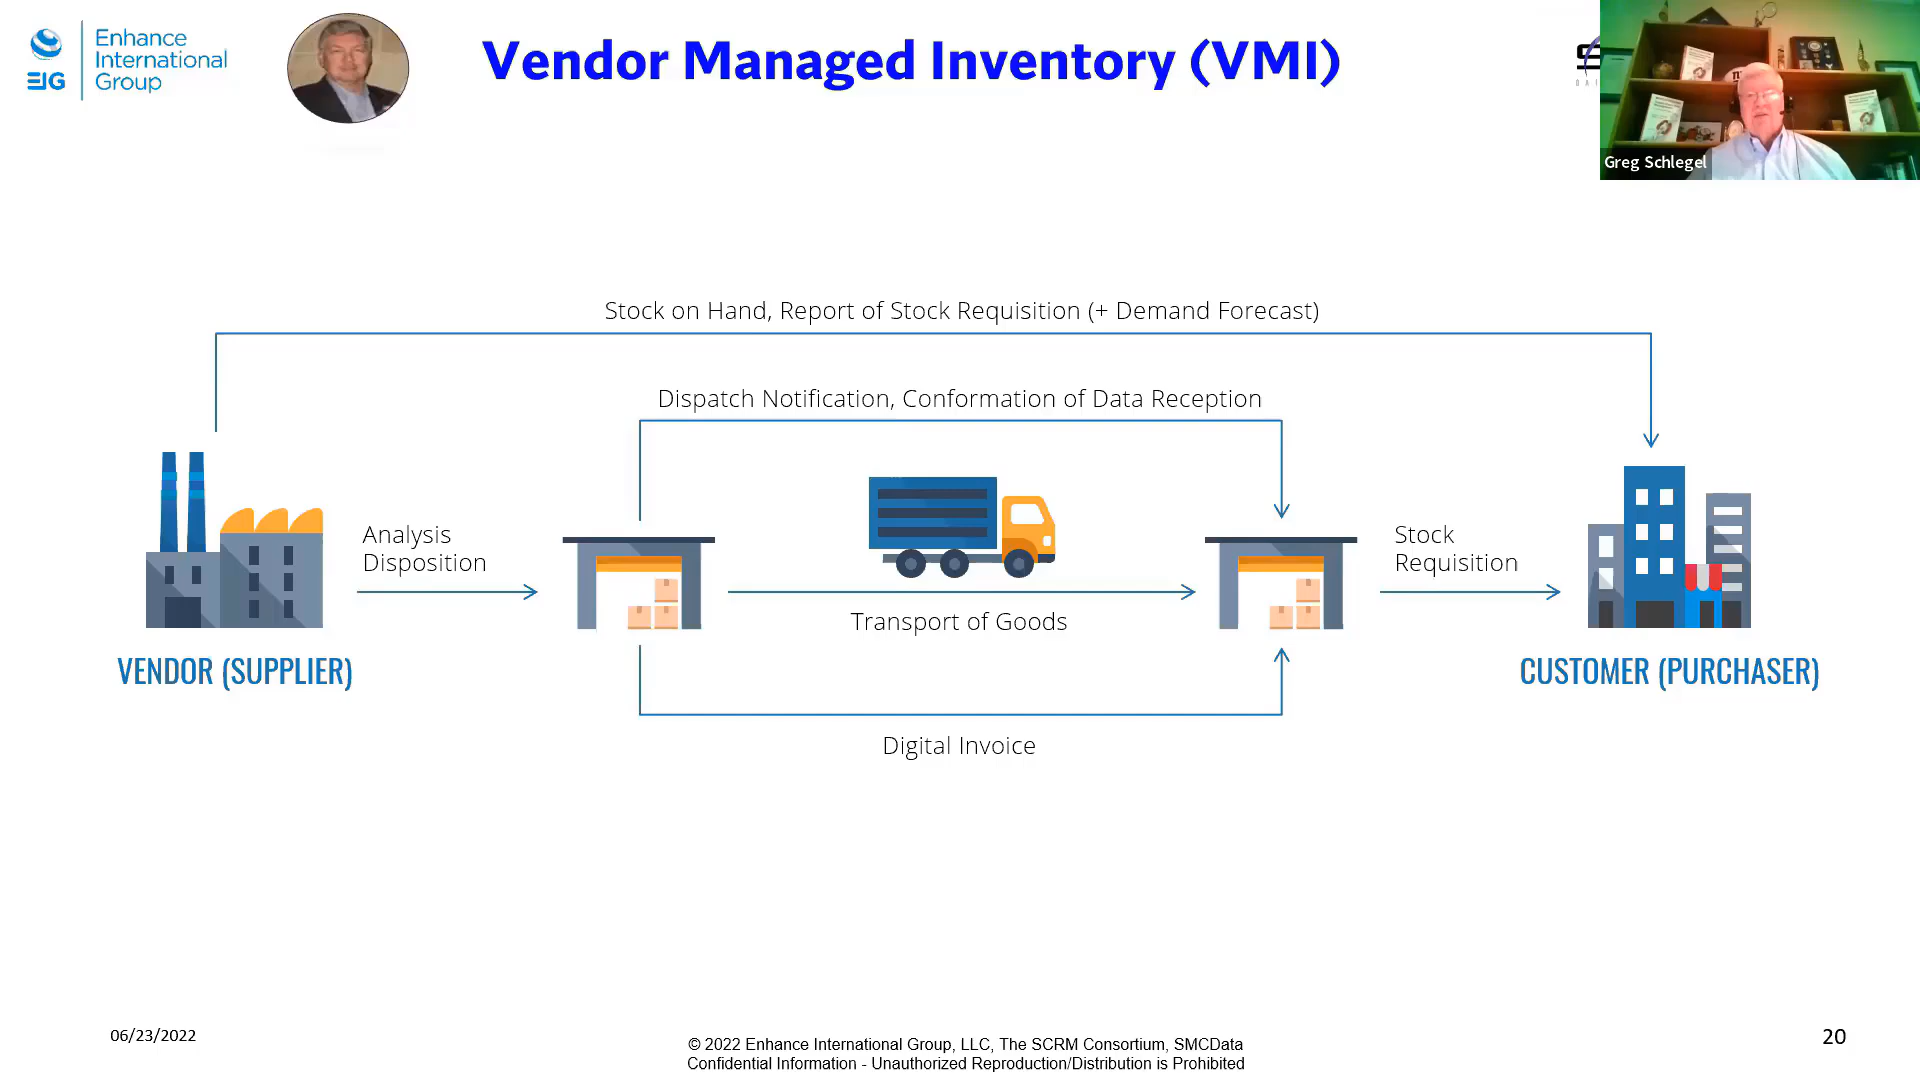 EIG
Enhance
International
Group
Vendor Managed Inventory (VMI)
Greg Schlegel
Stock on Hand, Report of Stock Requisition (+ Demand Forecast)
Dispatch Notification, Conformation of Data Reception
Analysis
Disposition
Stock
Requisition
Transport of Goods
VENDOR (SUPPLIER)
CUSTOMER (PURCHASER)
Digital Invoice
06/23/2022
© 2022 Enhance International Group, LLC, The SCRM Consortium, SMCData
Confidential Information - Unauthorized Reproduction/Distribution is Prohibited
20